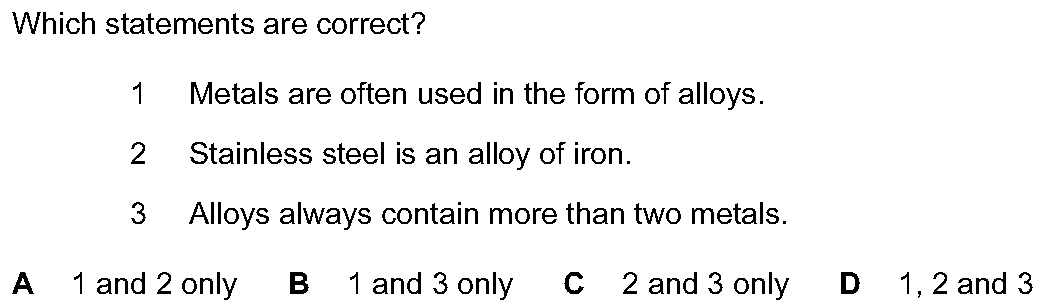 Which statements are correct?
1 Metals are often used in the form of alloys.
2 Stainless steel is an alloy of iron.
3 Alloys always contain more than two metals.
A 1 and 2 only B 1 and 3 only C 2 and 3 only D 1, 2 and 3